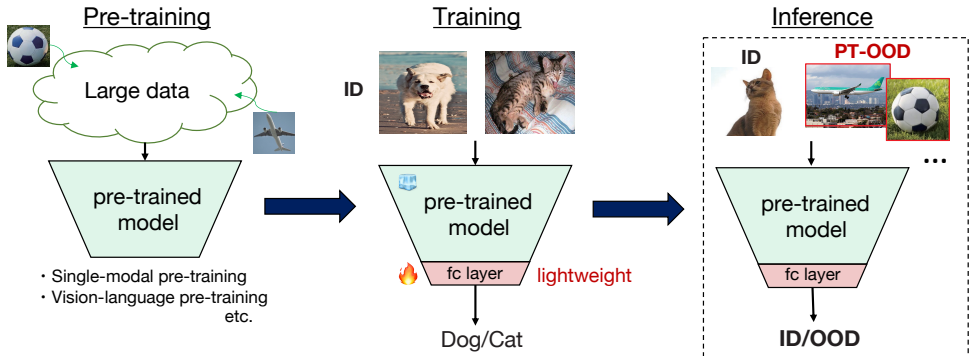 Pre-training
Large data
pre-trained
model
・Single-modal pre-training
・Vision-language pre-training
etc.
Training
ID
pre-trained
model
fc layer
lightweight
Dog/Cat
Inference
ID
PT-OOD
...
pre-trained
model
fc layer
ID/OOD